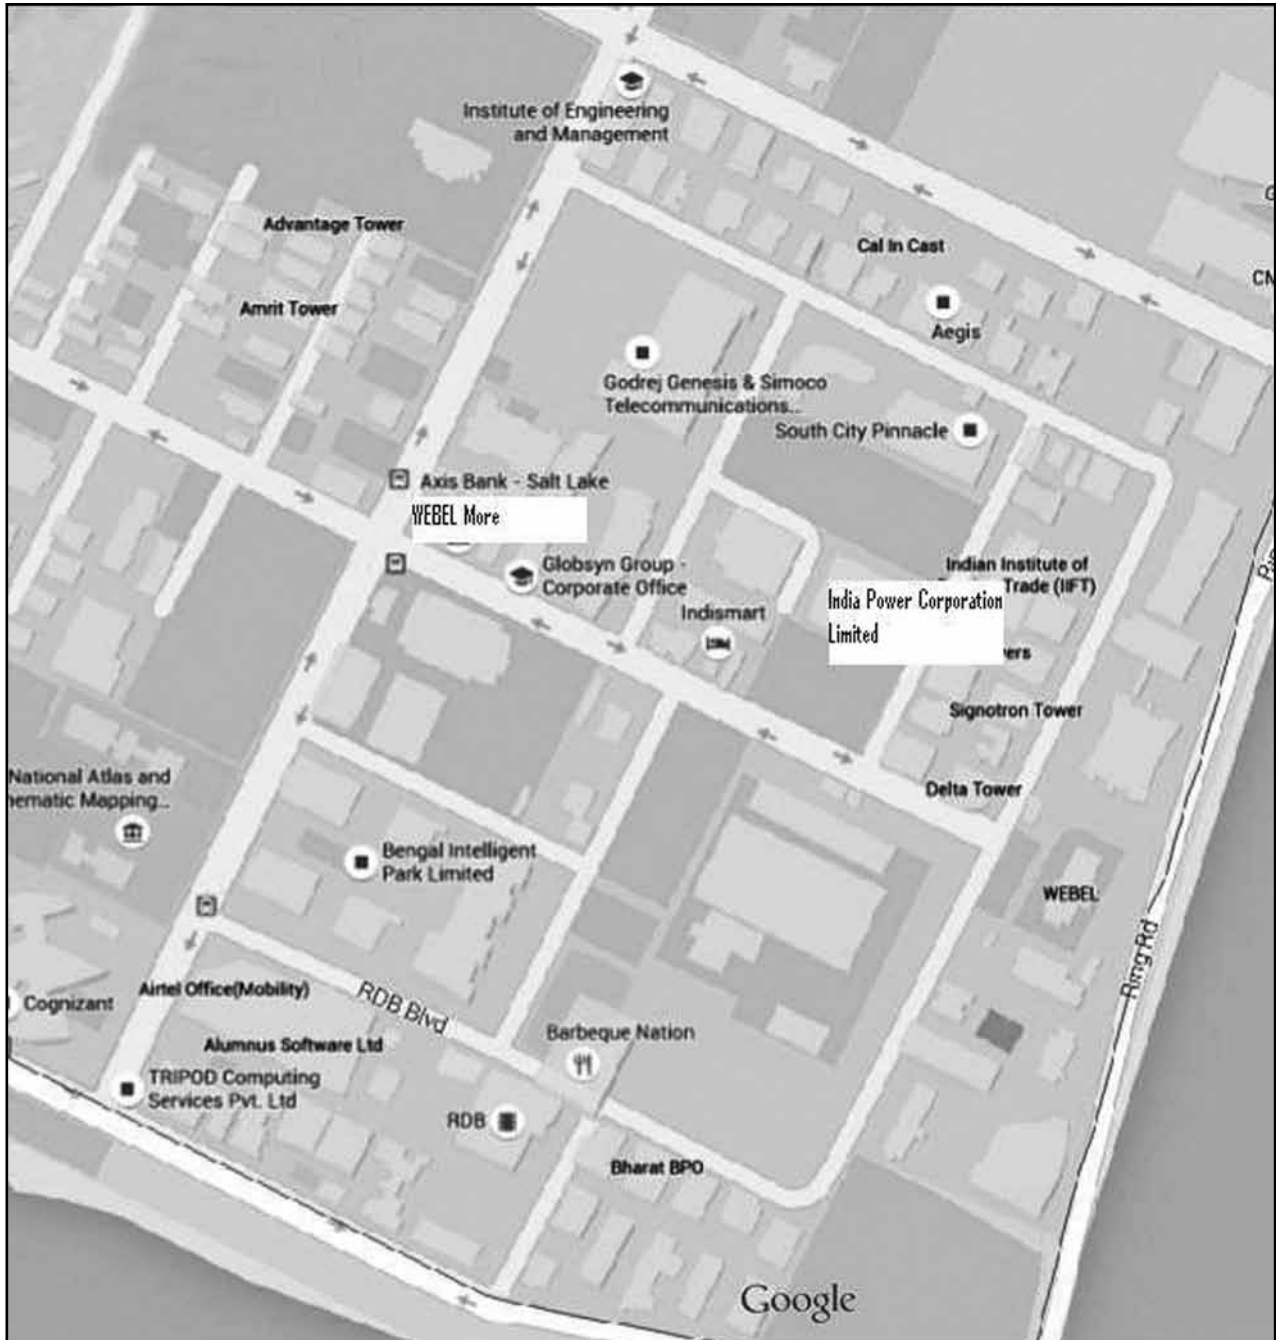 Institute of Engineering
and Management
Advantage Tower
Cal In Cast
Amrit Tower
Aegis
Godrej Genesis & Simoco
Telecommunications...
South City Pinnacle
Axis Bank - Salt Lake
WEBEL More
Globsyn Group -
Corporate Office
Indian Institute of
Trade (IIFT)
India Power Corporation
Limited
Indismart
Signotron Tower
National Atlas and
Mapping...
Delta Tower
Bengal Intelligent
Park Limited
WEBEL
Ring Rd
Airtel Office(Mobility)
RDB Blvd
Cognizant
Barbeque Nation
Alumnus Software Ltd
TRIPOD Computing
Services Pvt. Ltd
RDB
Bharat BPO
Google